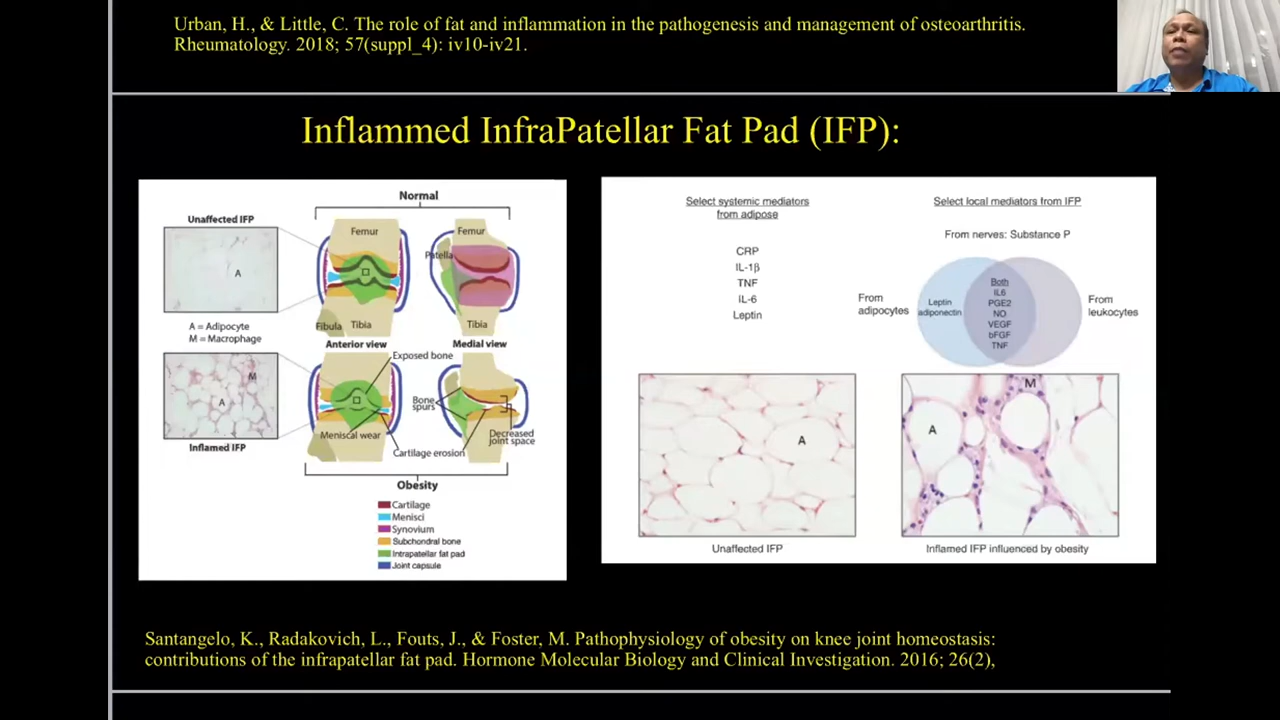 Urban, H., & Little, C. The role of fat and inflammation in the pathogenesis and management of osteoarthritis.
Rheumatology. 2018; 57(suppl_4): iv10-iv21.
Inflammed InfraPatellar Fat Pad (IFP):
Normal
Unaffected IFP
A
A = Adipocyte
M = Macrophage
M
A
Inflamed IFP
Femur
Fibula
Tibia
Anterior view
Femur
Patella
Tibia
Medial view
Exposed bone
Bone
spurs
Meniscal wear
Cartilage erosion
Decreased
joint space
Obesity
Cartilage
Menisci
Synovium
Subchondral bone
Intrapatellar fat pad
Joint capsule
Select systemic mediators
from adipose
CRP
IL-1β
TNF
IL-6
Leptin
Select local mediators from IFP
From nerves: Substance P
From
adipocytes
Leptin
adiponectin
Both
IL6
PGE2
NO
VEGF
bFGF
TNF
From
leukocytes
A
Unaffected IFP
M
A
Inflamed IFP influenced by obesity
Santangelo, K., Radakovich, L., Fouts, J., & Foster, M. Pathophysiology of obesity on knee joint homeostasis:
contributions of the infrapatellar fat pad. Hormone Molecular Biology and Clinical Investigation. 2016; 26(2),